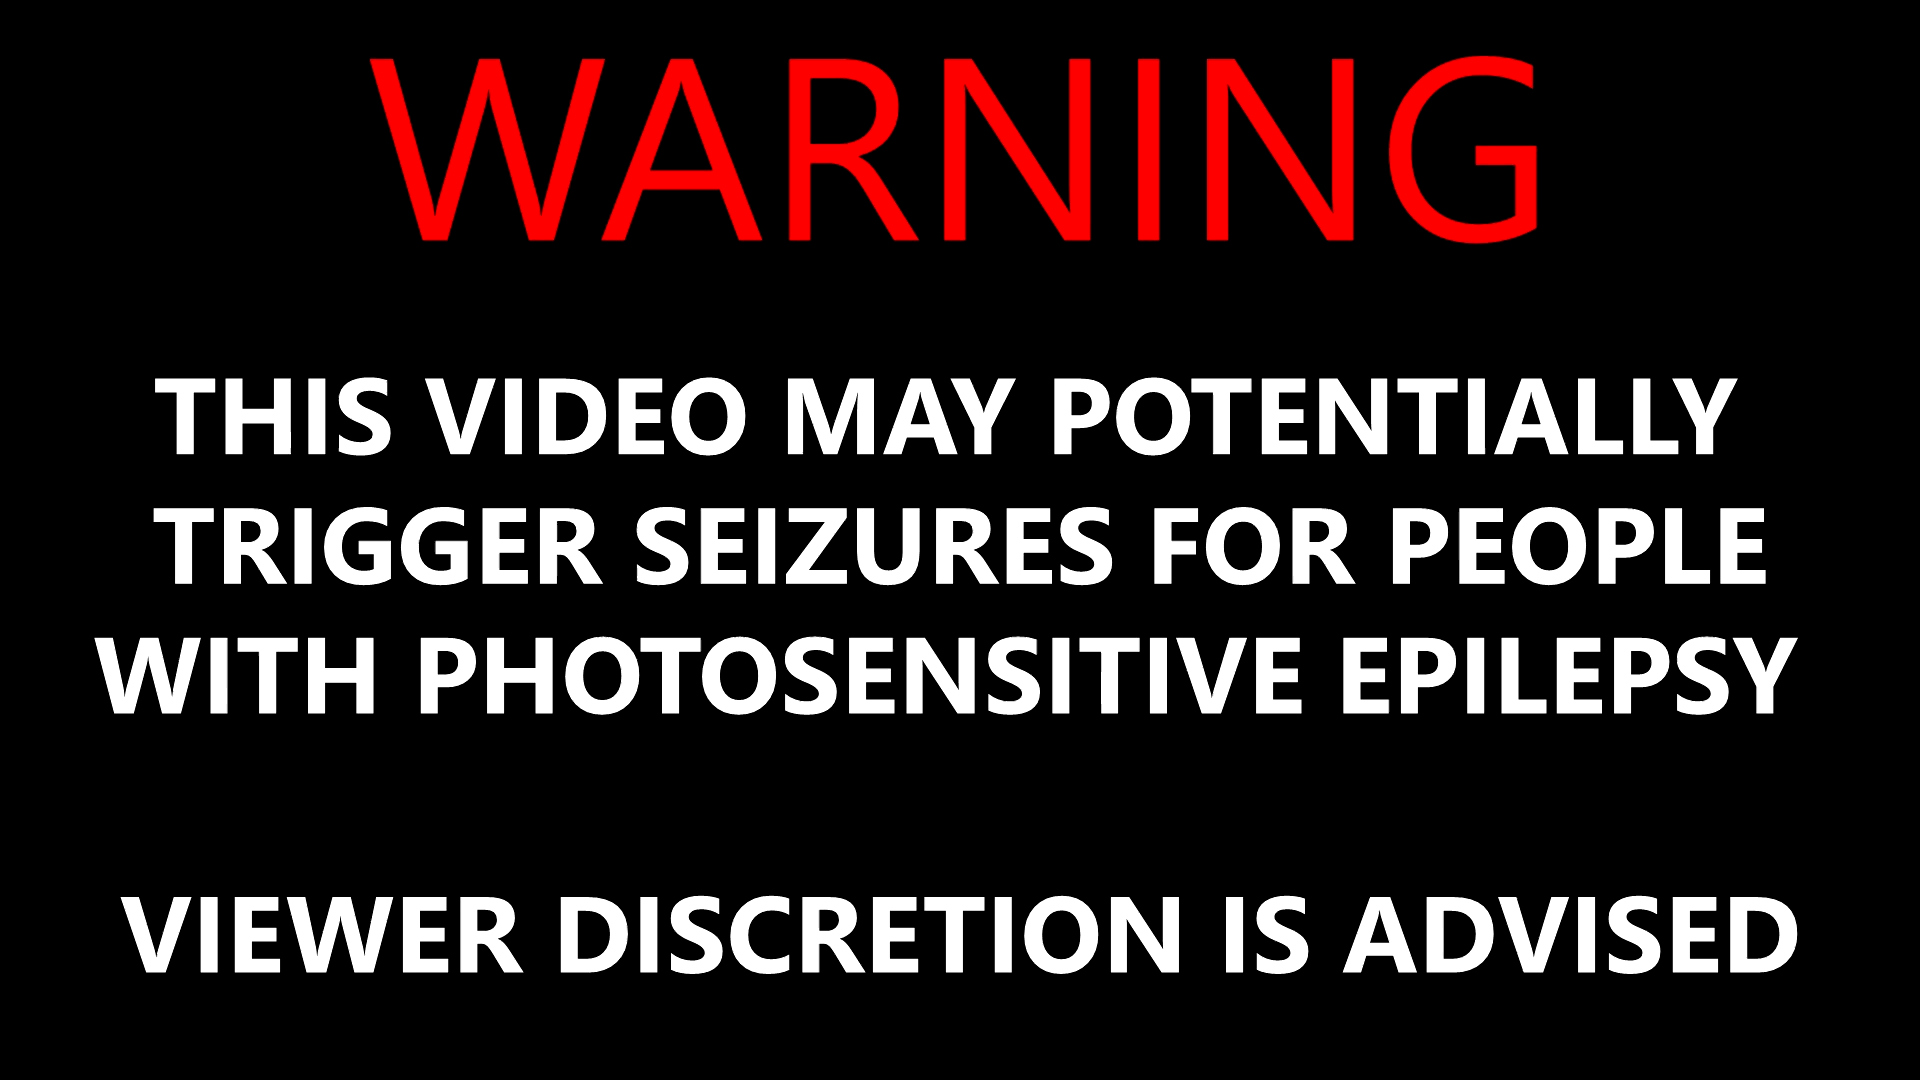 WARNING
THIS VIDEO MAY POTENTIALLY
TRIGGER SEIZURES FOR PEOPLE
WITH PHOTOSENSITIVE EPILEPSY
VIEWER DISCRETION IS ADVISED